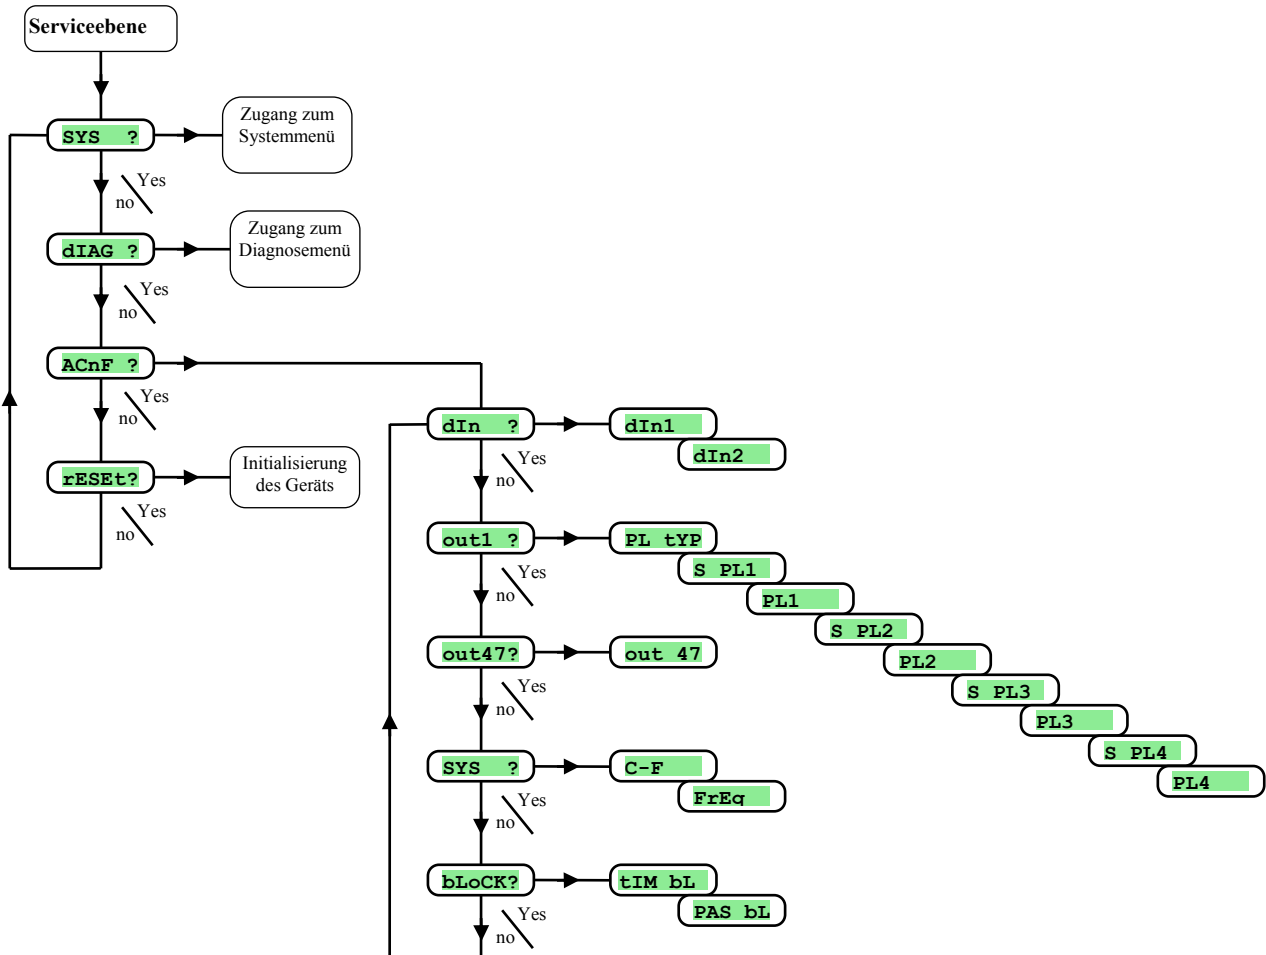 Serviceebene
SYS ?
Zugang zum
Systemmenü
Yes
no
dIAG ?
Zugang zum
Diagnosemenü
Yes
no
ACnF ?
Yes
no
rESEt?
Initialisierung
des Geräts
Yes
no
dIn ?
dIn1
dIn2
Yes
no
out1 ?
PL tYP
S PL1
PL1
S PL2
PL2
S PL3
PL3
S PL4
PL4
Yes
no
out47?
out 47
Yes
no
SYS ?
C-F
FrEq
Yes
no
bLoCK?
tIM bL
PAS bL
Yes
no